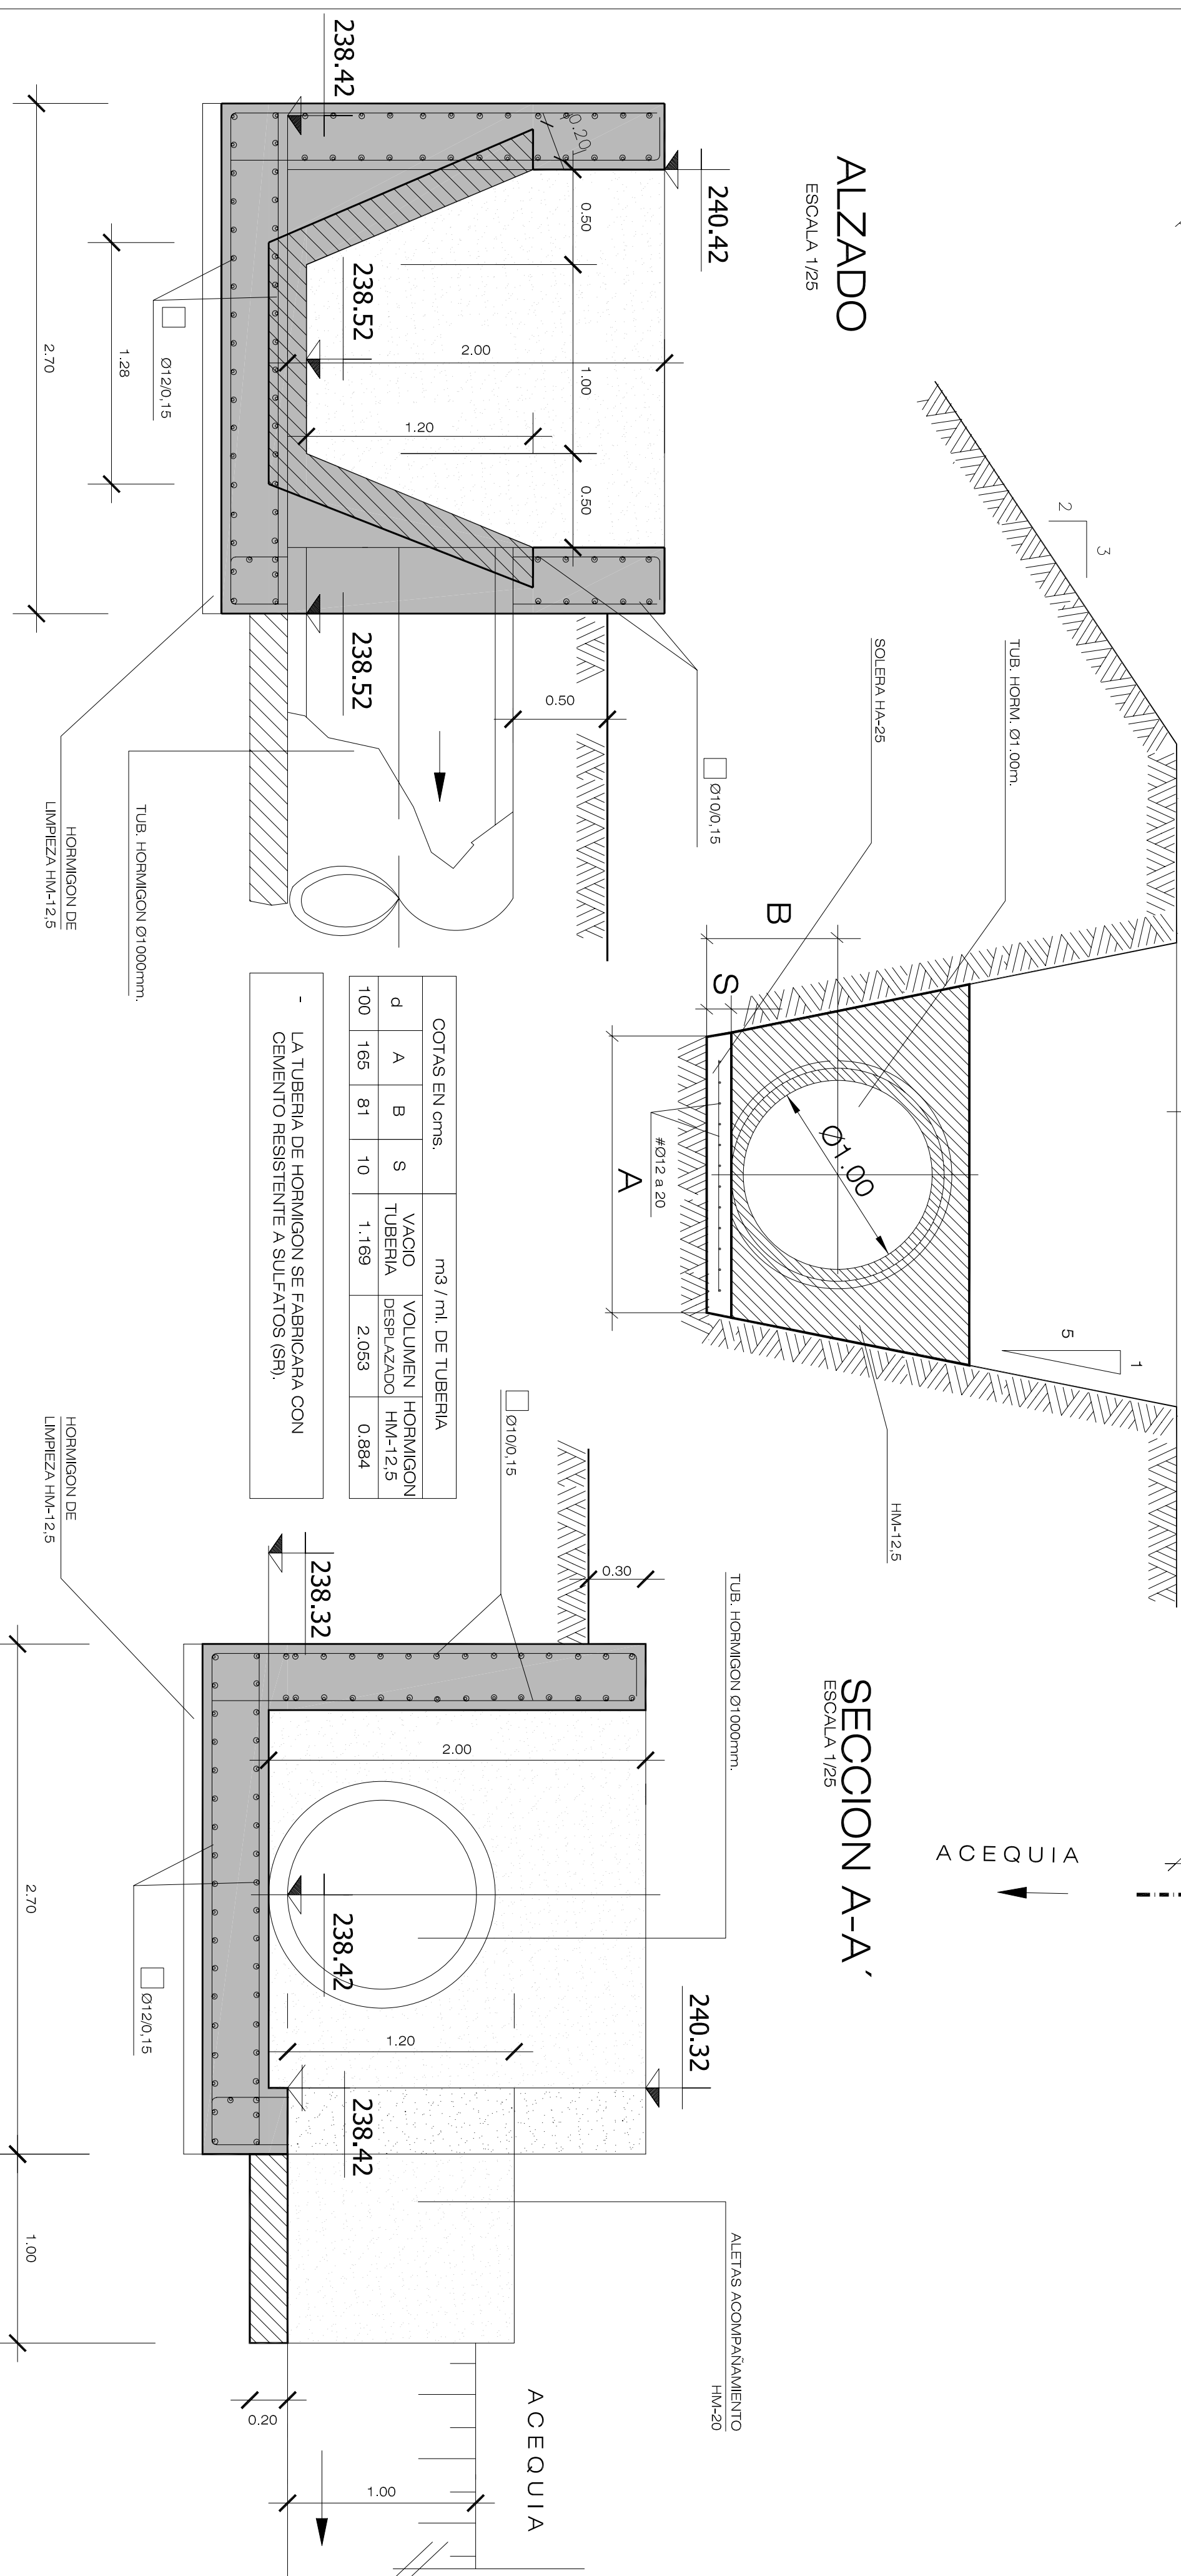 ALZADO
ESCALA 1/25
238.42
240.42
0.20
0.50
1.00
0.50
238.52
2.00
1.20
Ø12/0,15
1.28
2.70
238.52
0.50
Ø10/0,15
TUB. HORMIGON Ø1000mm.
HORMIGON DE
LIMPIEZA HM-12,5
2
3
TUB. HORM. Ø1.00m.
SOLERA HA-25
B
S
Ø1.00
#Ø12 a 20
A
5
1
HM-12,5
COTAS EN cms.
m3 / ml. DE TUBERIA
d
A
B
S
VACIO
TUBERIA
VOLUMEN
DESPLAZADO
HORMIGON
HM-12,5
100
165
81
10
1.169
2.053
0.884
- LA TUBERIA DE HORMIGON SE FABRICARA CON
CEMENTO RESISTENTE A SULFATOS (SR).
SECCION A-A´
ESCALA 1/25
ACEQUIA
Ø10/0,15
0.30
TUB. HORMIGON Ø1000mm.
238.32
2.00
238.42
240.32
1.20
238.42
HORMIGON DE
LIMPIEZA HM-12,5
Ø12/0,15
2.70
1.00
ALETAS ACOMPAÑAMIENTO
HM-20
ACEQUIA
0.20
1.00